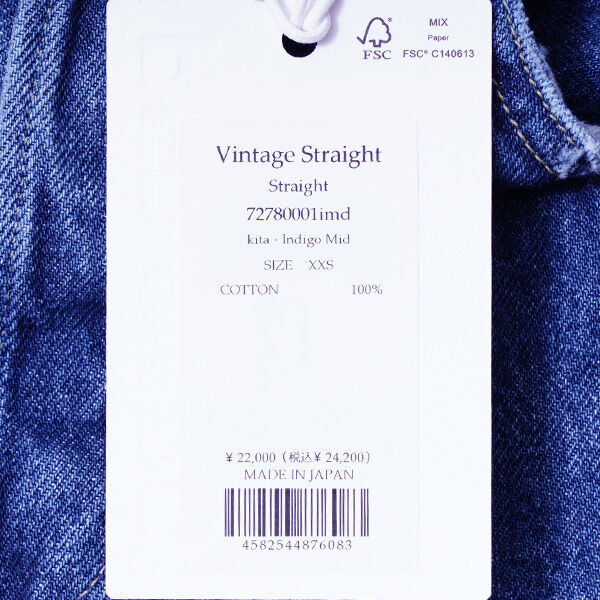 FSC
MIX
Paper
FSC® C140613
Vintage Straight
Straight
72780001imd
kita - Indigo Mid
SIZE XXS
COTTON 100%
¥ 22,000 (税込¥ 24,200)
MADE IN JAPAN
4582544876083